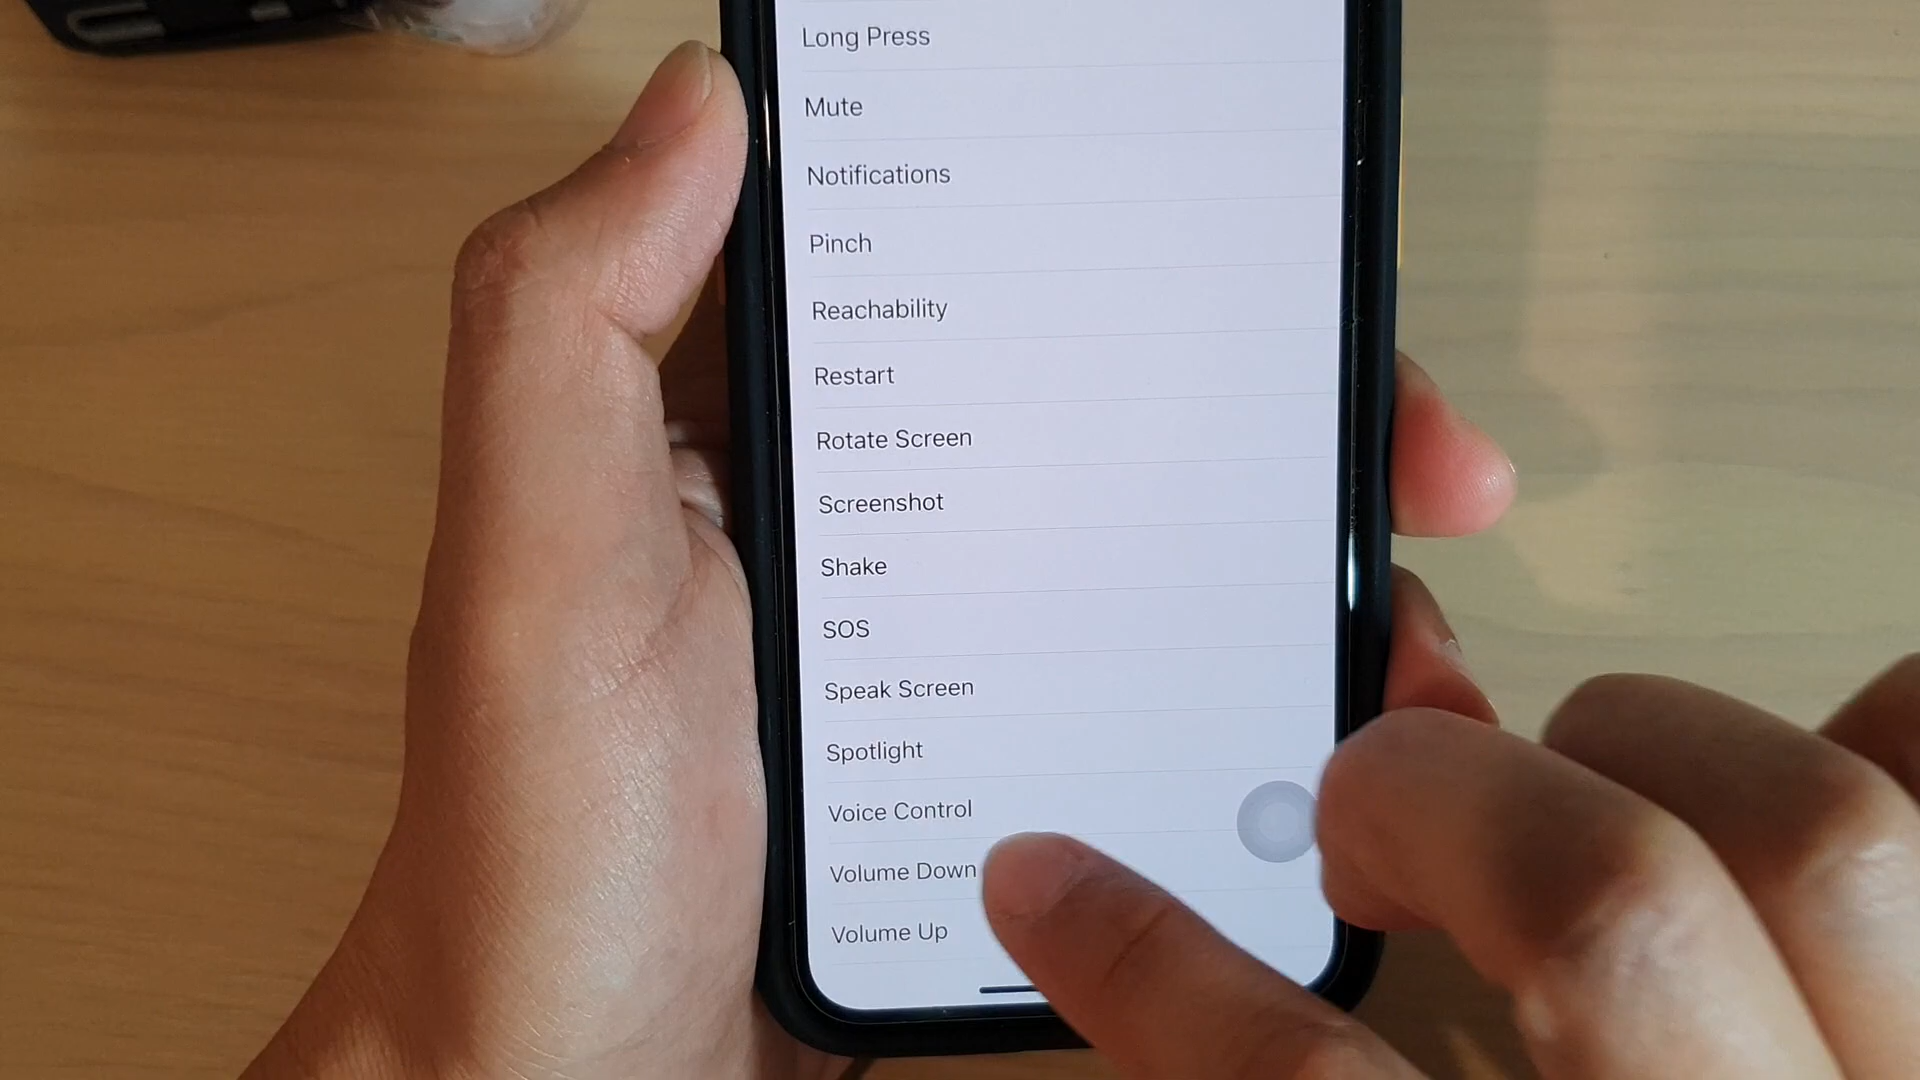 Long Press
Mute
Notifications
Pinch
Reachability
Restart
Rotate Screen
Screenshot
Shake
SOS
Speak Screen
Spotlight
Voice Control
Volume Down
Volume Up